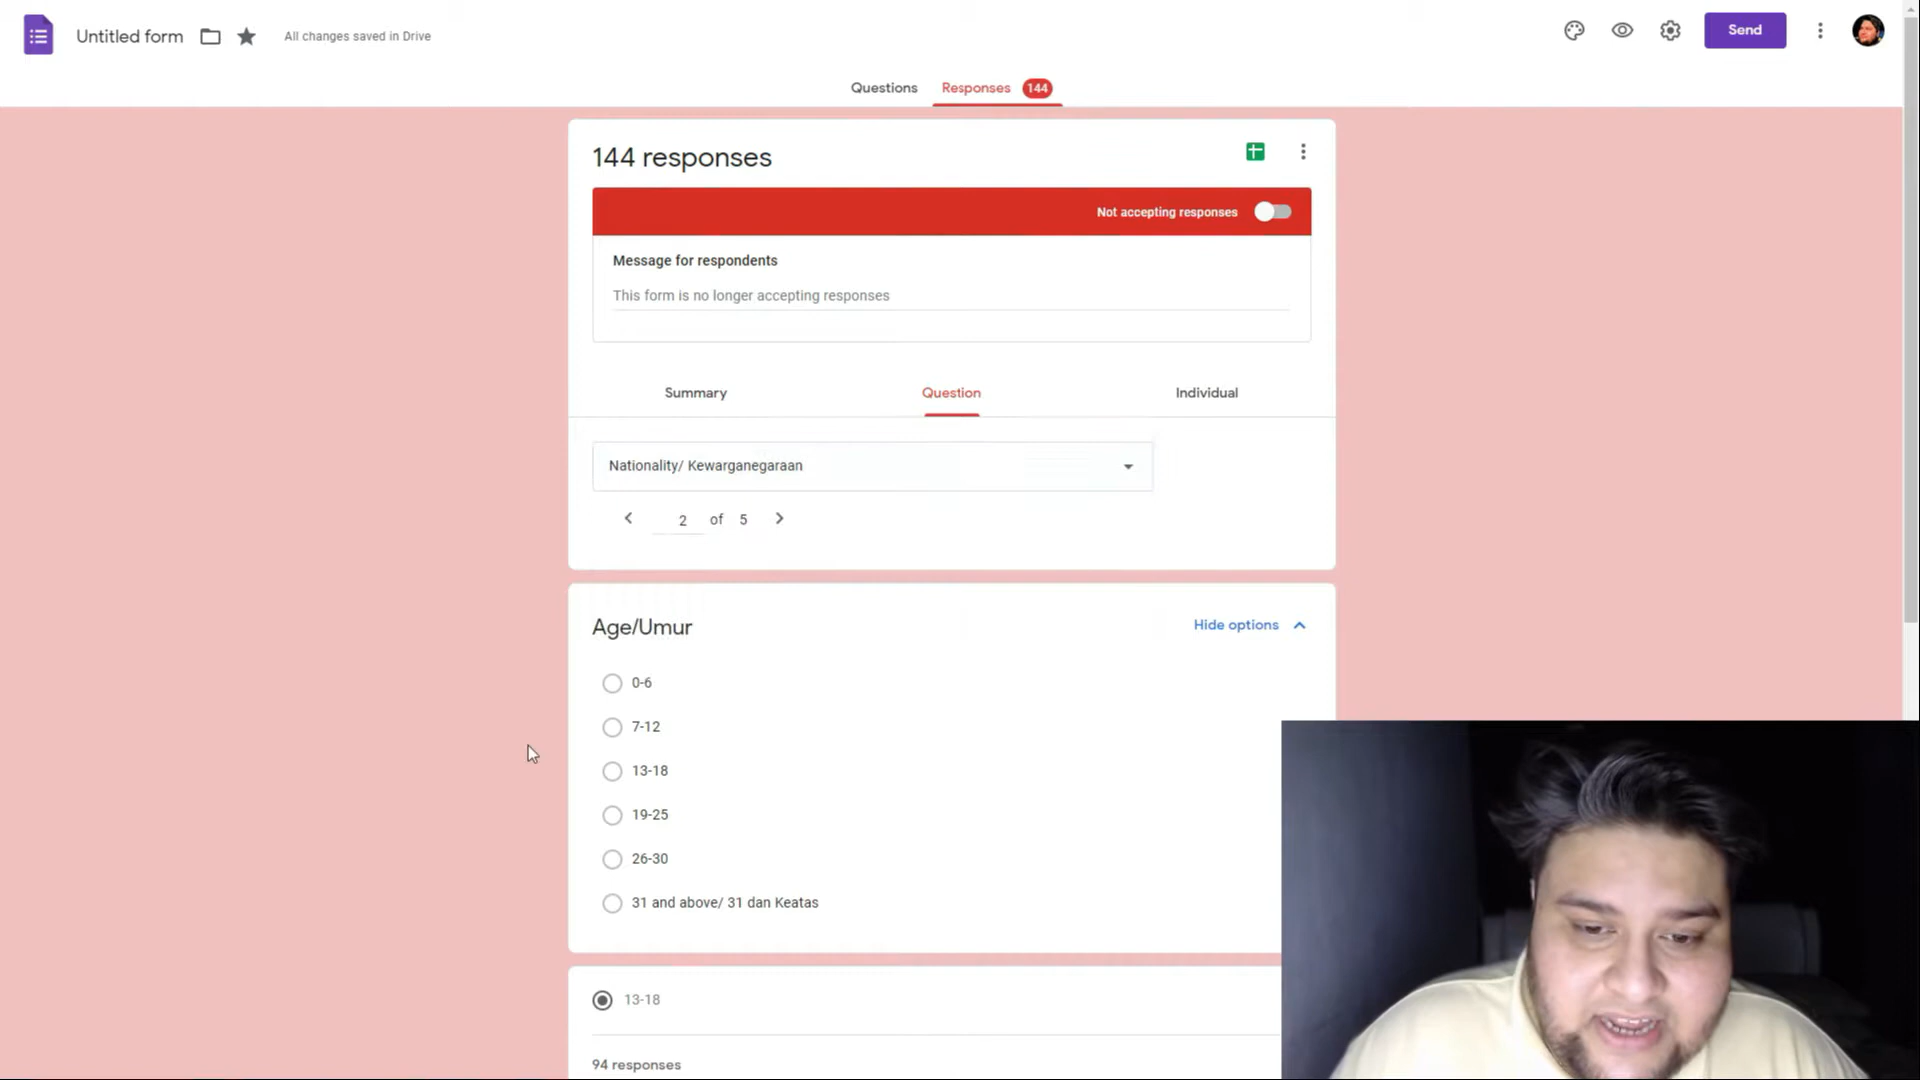 Untitled form
All changes saved in Drive
Send
Questions
Responses 144
144 responses
Not accepting responses
Message for respondents
This form is no longer accepting responses
Summary
Question
Individual
Nationality/ Kewarganegaraan
2 of 5
Age/Umur
Hide options
0-6
7-12
13-18
19-25
26-30
31 and above/ 31 dan Keatas
13-18
94 responses